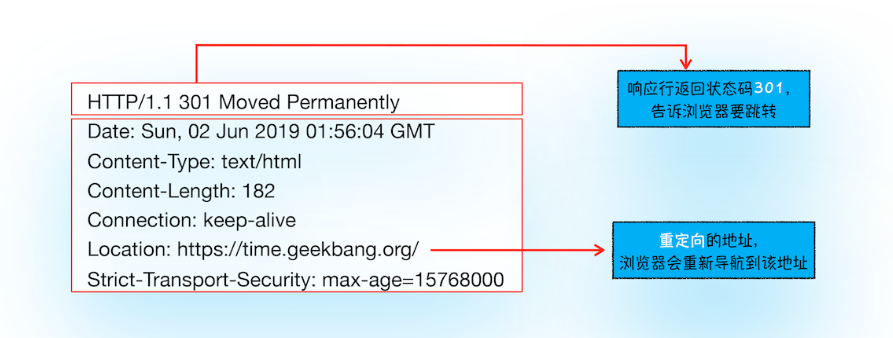 HTTP/1.1 301 Moved Permanently
Date: Sun, 02 Jun 2019 01:56:04 GMT
Content-Type: text/html
Content-Length: 182
Connection: keep-alive
Location: https://time.geekbang.org/
Strict-Transport-Security: max-age=15768000
响应行返回状态码301,
告诉浏览器要跳转
重定向的地址,
浏览器会重新导航到该地址